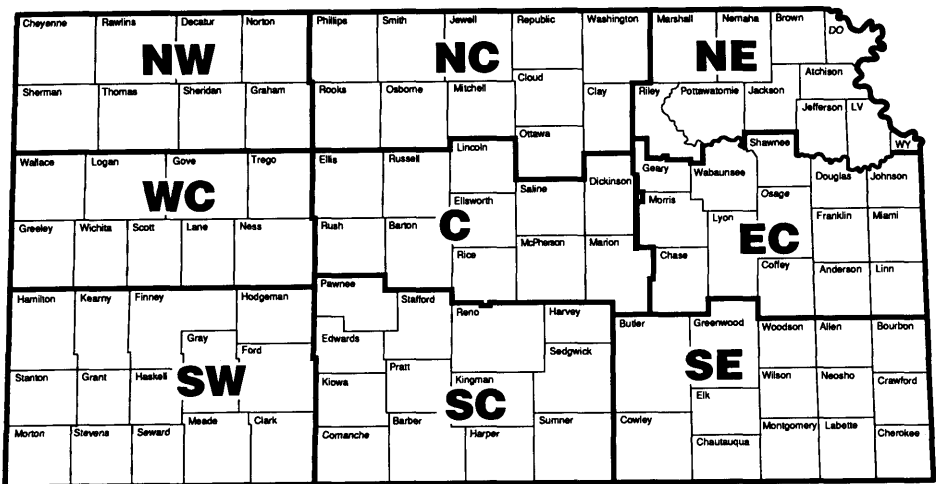 Cheyenne Rawlins Decatur Norton Phillips Smith Jewell Republic Washington Marshall Nemaha Brown DO
NW NC NE
Cloud Atchison
Sherman Thomas Sheridan Graham Rooks Osborne Mitchell Clay Riley Pottawatomie Jackson
Jefferson LV
Ottawa
Lincoln Shawnee WY
Wallace Logan Gove Trego Ellis Russell Geary Wabaunsee Douglas Johnson
Saline Dickinson
WC
Ellsworth Morris Osage
Greeley Wichita Scott Lane Ness Rush Barton C Lyon Franklin Miami
EC
McPherson Marion
Rice Chase Coffey Anderson Linn
Pawnee
Hamilton Kearny Finney Hodgeman Stafford
Reno Harvey Butler Greenwood Woodson Allen Bourbon
Gray Edwards
Ford Sedgwick
SE
Pratt
Stanton Grant Haskell SW Kiowa Kingman Wilson Neosho Crawford
SC Elk
Meade Clark Barber Sumner Cowley Montgomery Labette
Morton Stevens Seward Comanche Harper Chautauqua Cherokee